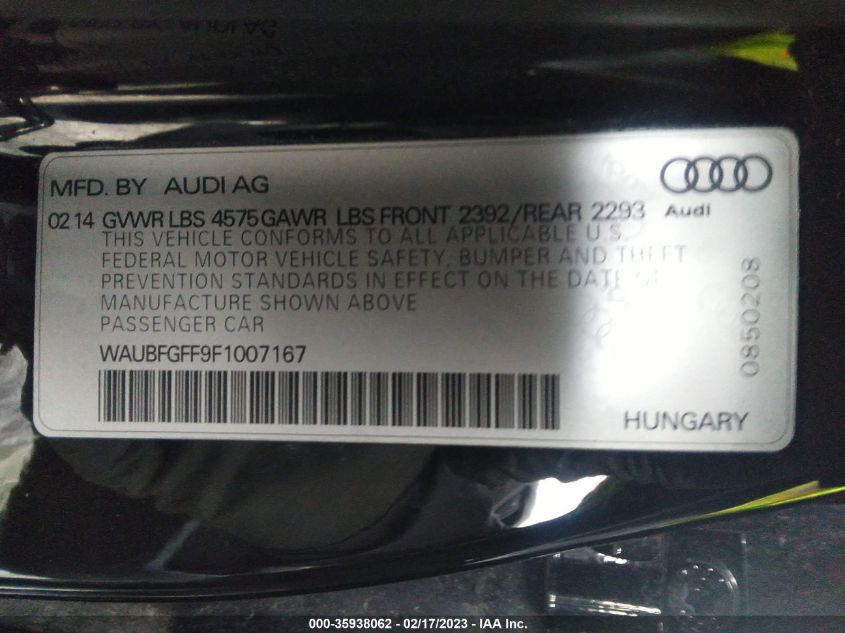 MFD. BY AUDI AG
Audi
02 14 GVWR LBS 4575 GAWR LBS FRONT 2392/REAR 2293
THIS VEHICLE CONFORMS TO ALL APPLICABLE U.S.
FEDERAL MOTOR VEHICLE SAFETY, BUMPER AND THEFT
PREVENTION STANDARDS IN EFFECT ON THE DATE OF
MANUFACTURE SHOWN ABOVE
PASSENGER CAR
WAUBFGFF9F1007167
0850208
HUNGARY
000-35938062 - 02/17/2023 - IAA Inc.